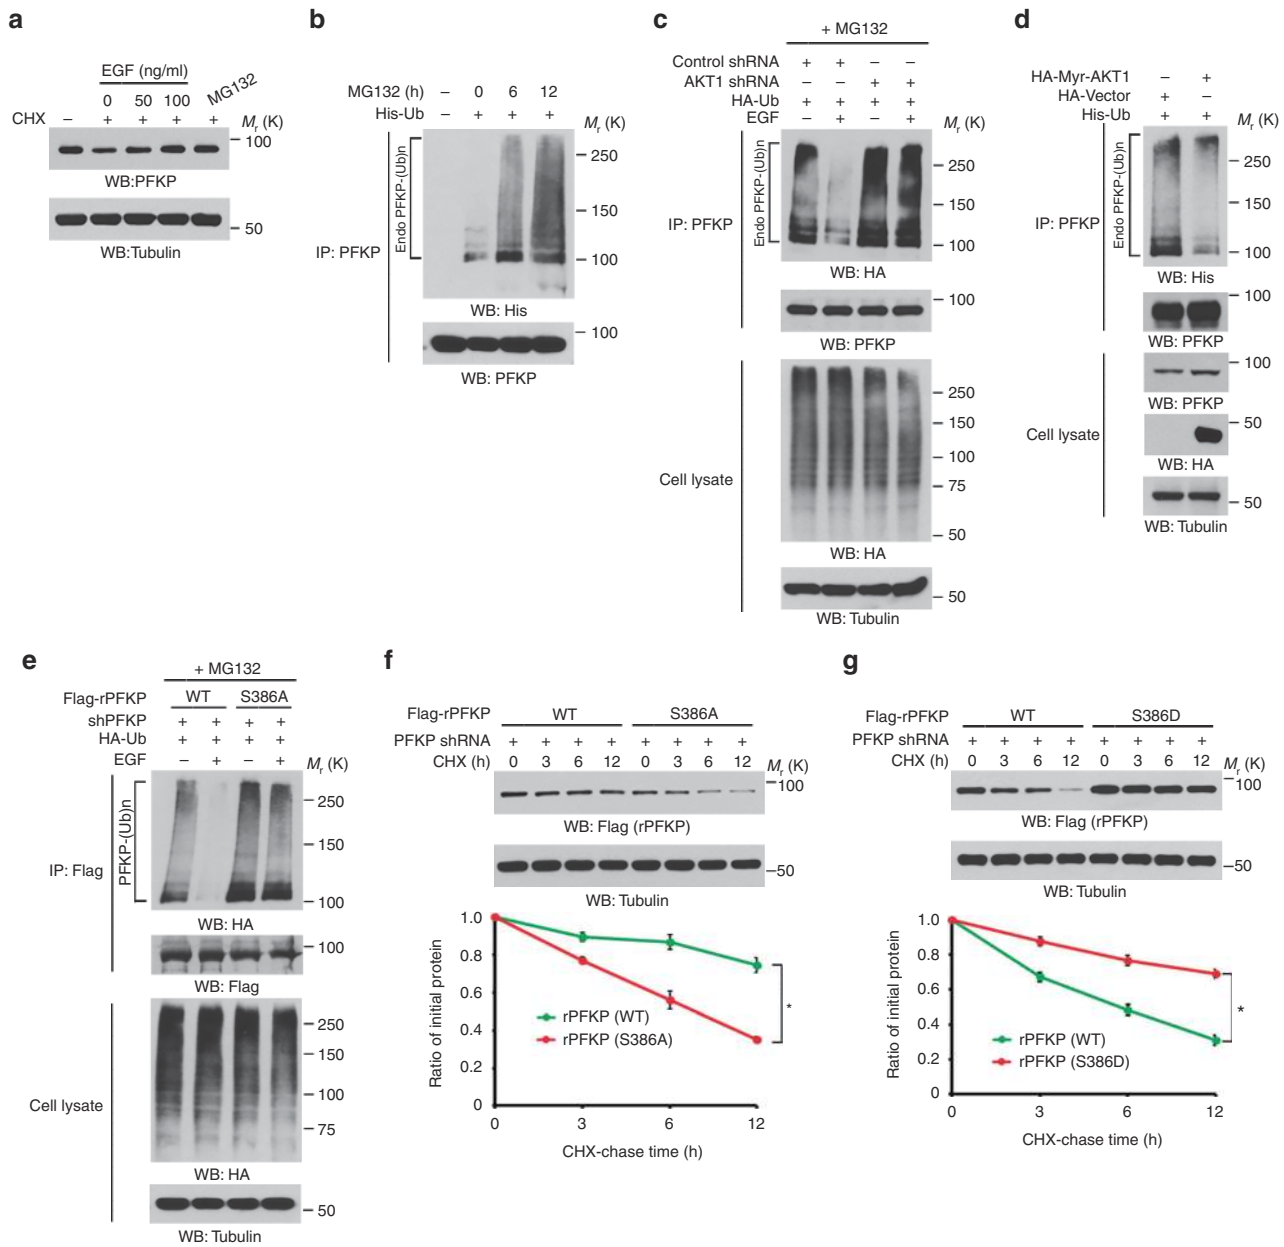 a
EGF (ng/ml)
0 50 100 MG132
CHX – + + + + Mr (K)
100
WB:PFKP
50
WB:Tubulin
b
MG132 (h) – 0 6 12
His-Ub – + + + Mr (K)
IP: PFKP
Endo PFKP-(Ub)n
250
150
100
WB: His
100
WB: PFKP
c
+ MG132
Control shRNA + + – –
AKT1 shRNA – – + +
HA-Ub + + + +
EGF – + – + Mr (K)
IP: PFKP
Endo PFKP-(Ub)n
250
150
100
WB: HA
100
WB: PFKP
Cell lysate
250
150
100
75
50
WB: HA
50
WB: Tubulin
d
HA-Myr-AKT1 – +
HA-Vector + –
His-Ub + + Mr (K)
IP: PFKP
Endo PFKP-(Ub)n
250
150
100
WB: His
100
WB: PFKP
Cell lysate
100
WB: PFKP
50
WB: HA
50
WB: Tubulin
e
+ MG132
Flag-rPFKP WT S386A
shPFKP + + + +
HA-Ub + + + +
EGF – + – + Mr (K)
IP: Flag
PFKP-(Ub)n
250
150
100
WB: HA
100
WB: Flag
Cell lysate
250
150
100
75
WB: HA
50
WB: Tubulin
f
Flag-rPFKP WT S386A
PFKP shRNA + + + + + + + +
CHX (h) 0 3 6 12 0 3 6 12 Mr (K)
100
WB: Flag (rPFKP)
50
WB: Tubulin
Ratio of initial protein
1.0
0.8
0.6
0.4
0.2
0
*
rPFKP (WT)
rPFKP (S386A)
0 3 6 12
CHX-chase time (h)
g
Flag-rPFKP WT S386D
PFKP shRNA + + + + + + + +
CHX (h) 0 3 6 12 0 3 6 12 Mr (K)
100
WB: Flag (rPFKP)
50
WB: Tubulin
Ratio of initial protein
1.0
0.8
0.6
0.4
0.2
0
*
rPFKP (WT)
rPFKP (S386D)
0 3 6 12
CHX-chase time (h)